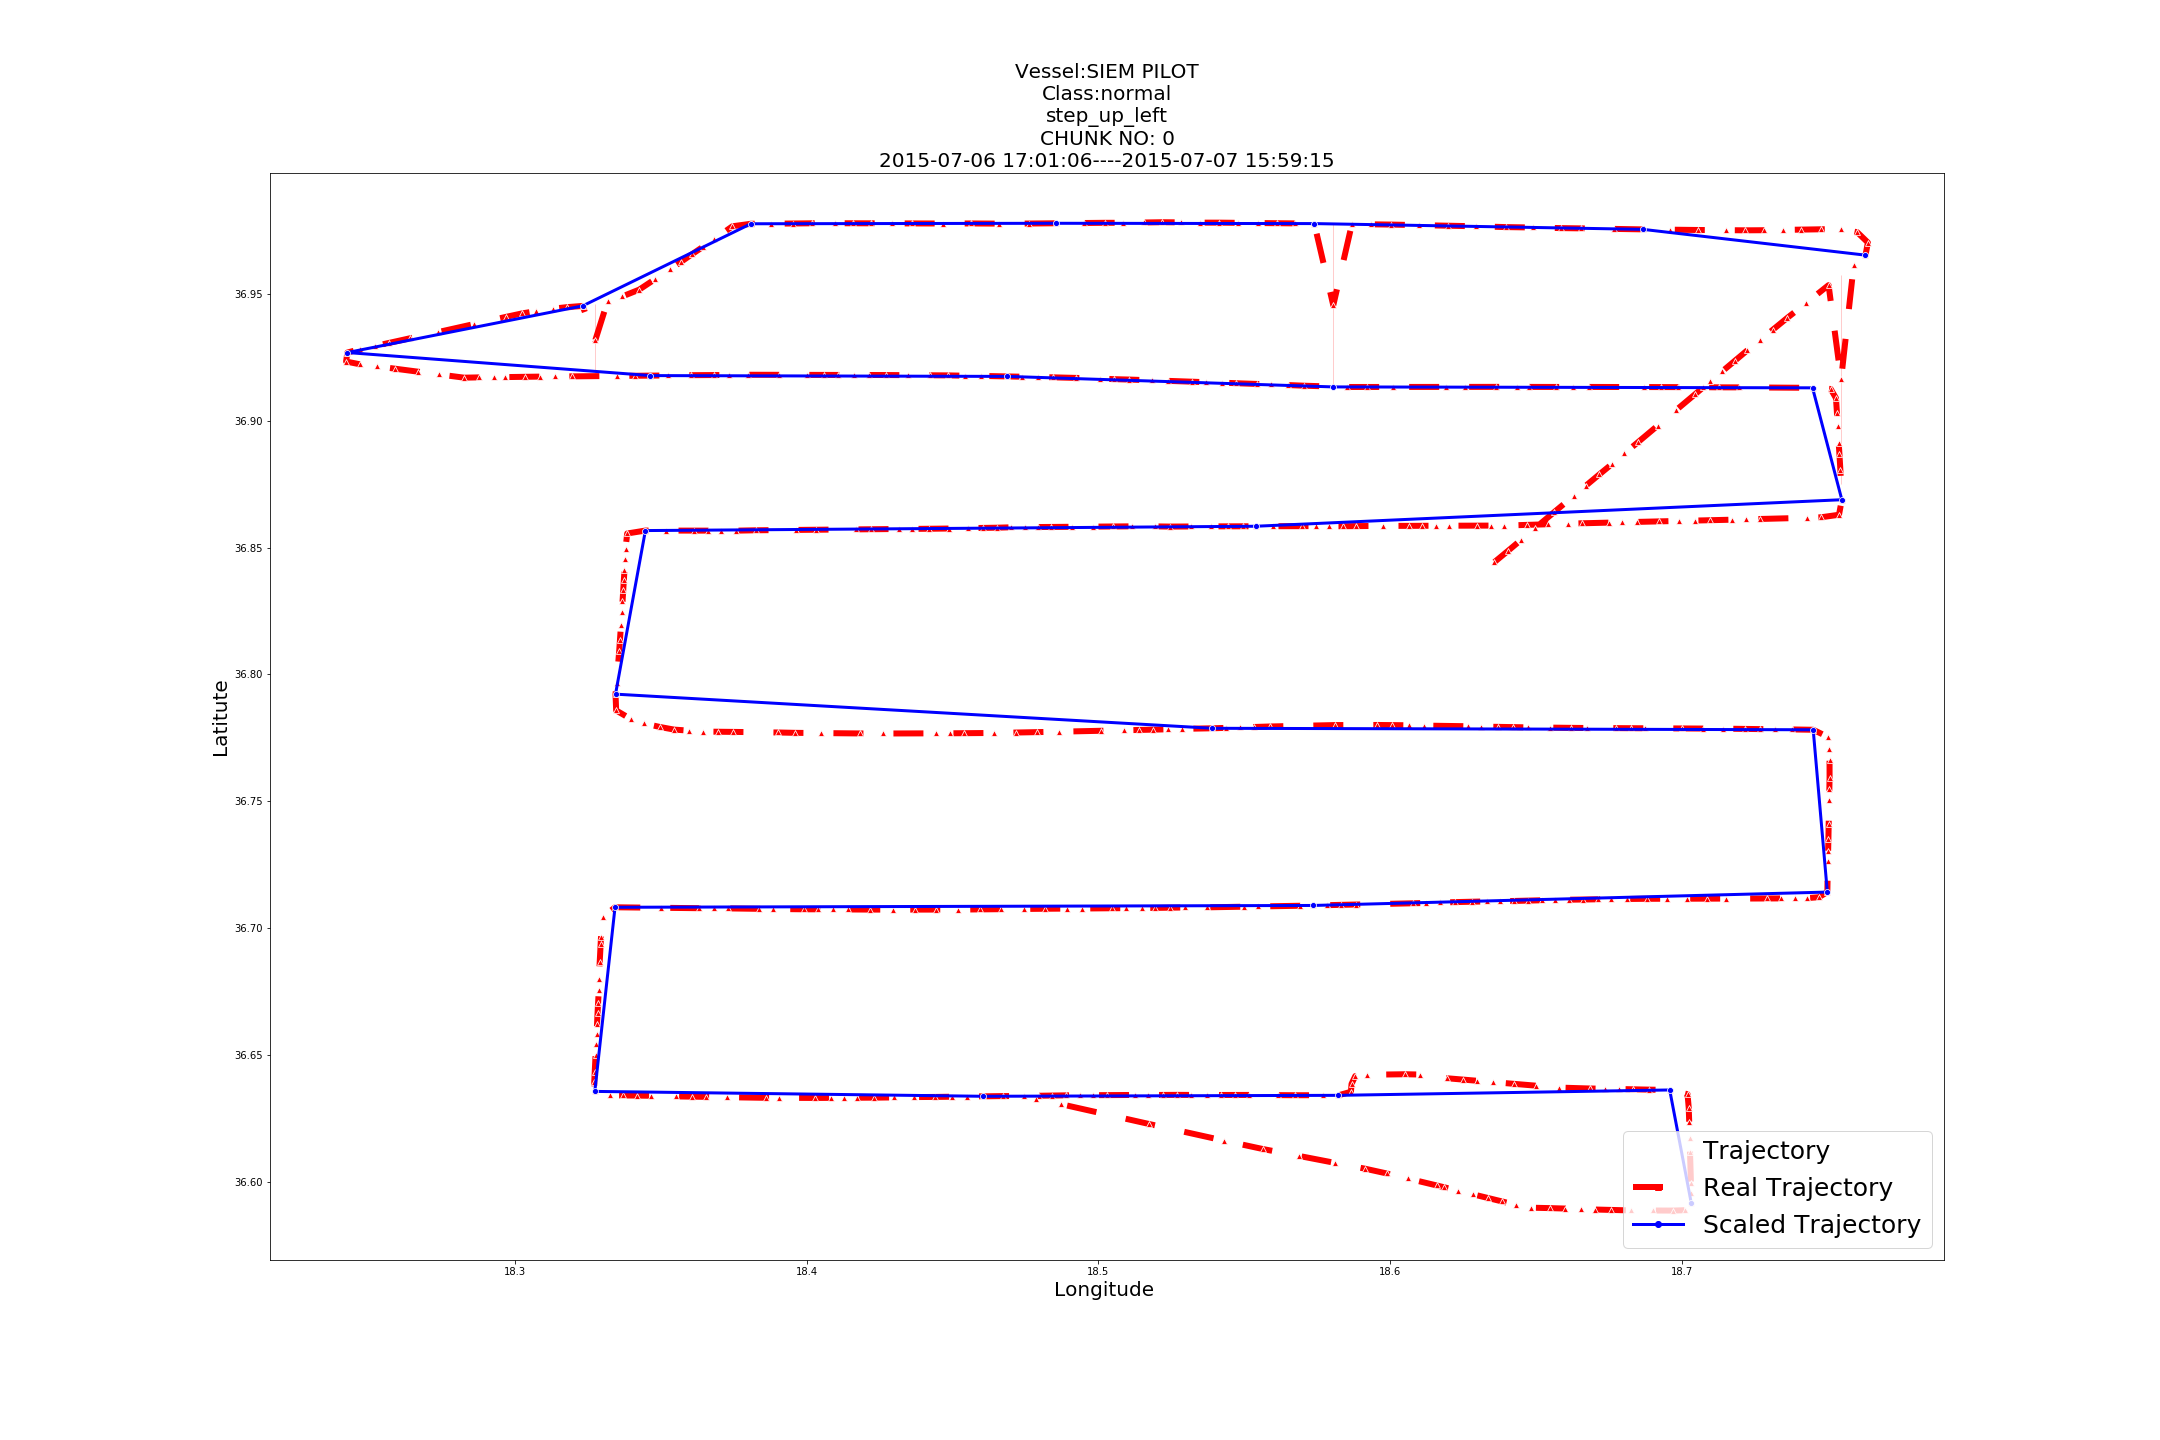 Vessel:SIEM PILOT
Class:normal
step_up_left
CHUNK NO: 0
2015-07-06 17:01:06----2015-07-07 15:59:15
Latitute
36.95
36.90
36.85
36.80
36.75
36.70
36.65
36.60
Trajectory
Real Trajectory
Scaled Trajectory
18.3
18.4
18.5
18.6
18.7
Longitude